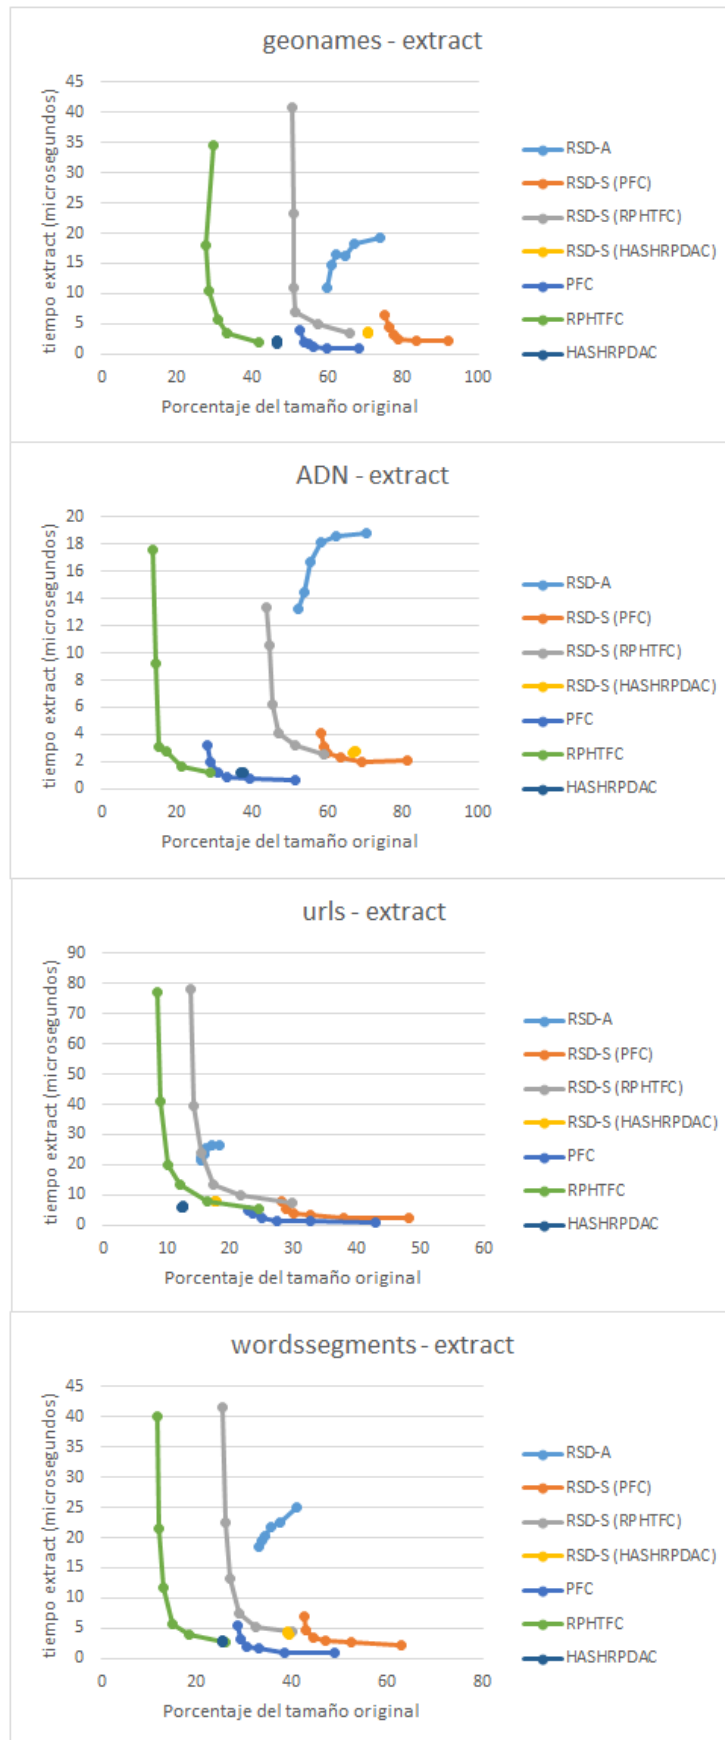 geonames - extract
tiempo extract (microsegundos)
45
40
35
30
25
20
15
10
5
0
0 20 40 60 80 100
Porcentaje del tamaño original
RSD-A
RSD-S (PFC)
RSD-S (RPHTFC)
RSD-S (HASHRPDAC)
PFC
RPHTFC
HASHRPDAC
ADN - extract
tiempo extract (microsegundos)
20
18
16
14
12
10
8
6
4
2
0
0 20 40 60 80 100
Porcentaje del tamaño original
RSD-A
RSD-S (PFC)
RSD-S (RPHTFC)
RSD-S (HASHRPDAC)
PFC
RPHTFC
HASHRPDAC
urls - extract
tiempo extract (microsegundos)
90
80
70
60
50
40
30
20
10
0
0 10 20 30 40 50 60
Porcentaje del tamaño original
RSD-A
RSD-S (PFC)
RSD-S (RPHTFC)
RSD-S (HASHRPDAC)
PFC
RPHTFC
HASHRPDAC
wordssegments - extract
tiempo extract (microsegundos)
45
40
35
30
25
20
15
10
5
0
0 20 40 60 80
Porcentaje del tamaño original
RSD-A
RSD-S (PFC)
RSD-S (RPHTFC)
RSD-S (HASHRPDAC)
PFC
RPHTFC
HASHRPDAC